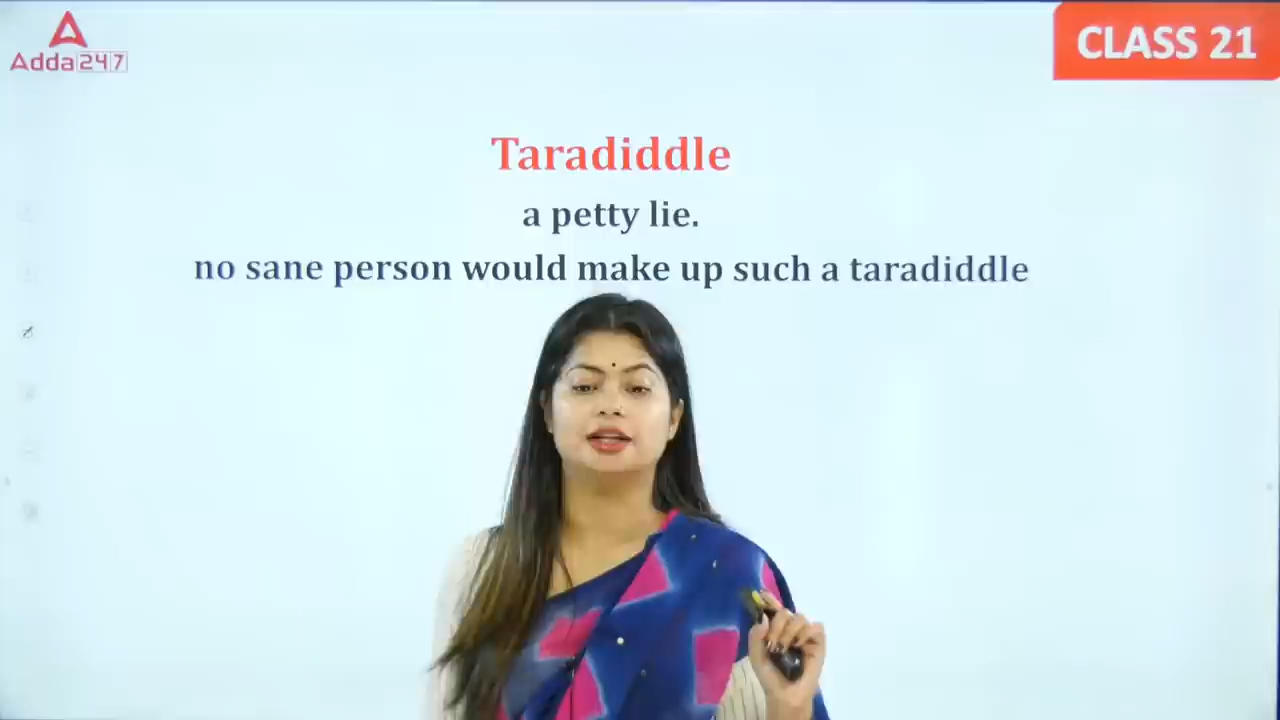 Adda247
CLASS 21
Taradiddle
a petty lie.
no sane person would make up such a taradiddle